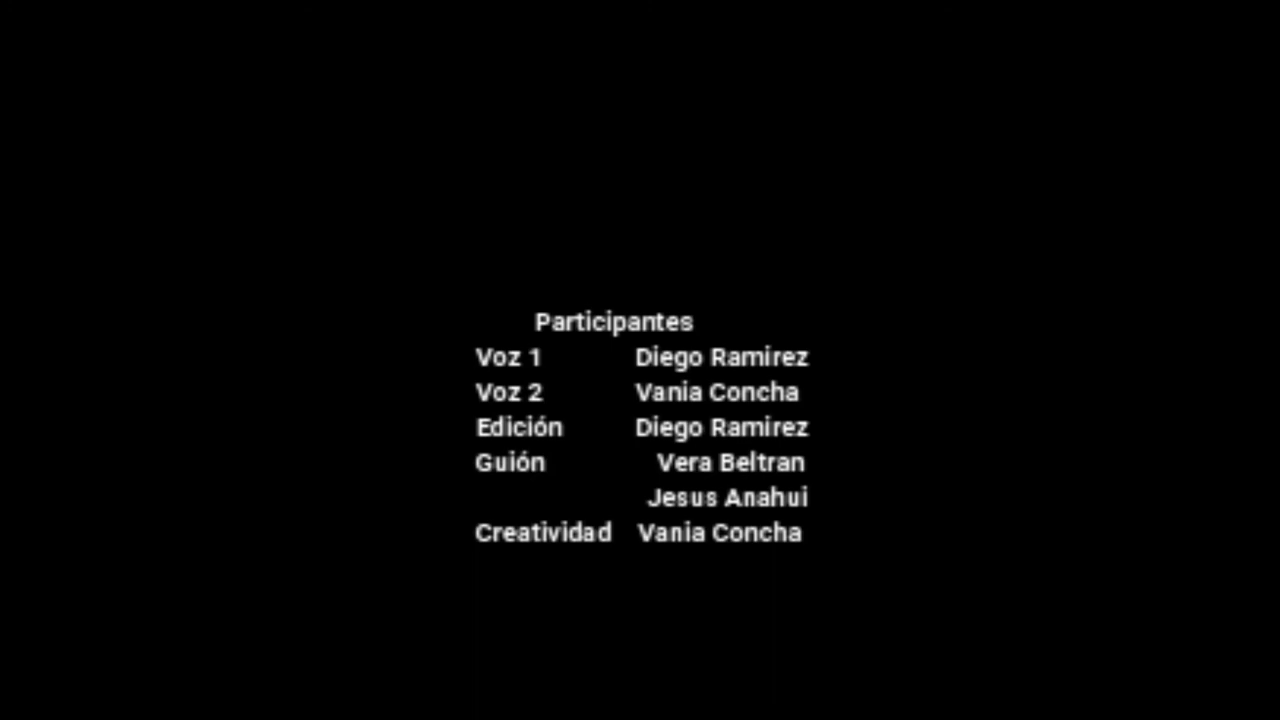 Participantes
Voz 1 Diego Ramirez
Voz 2 Vania Concha
Edición Diego Ramirez
Guión Vera Beltran
Jesus Anahui
Creatividad Vania Concha